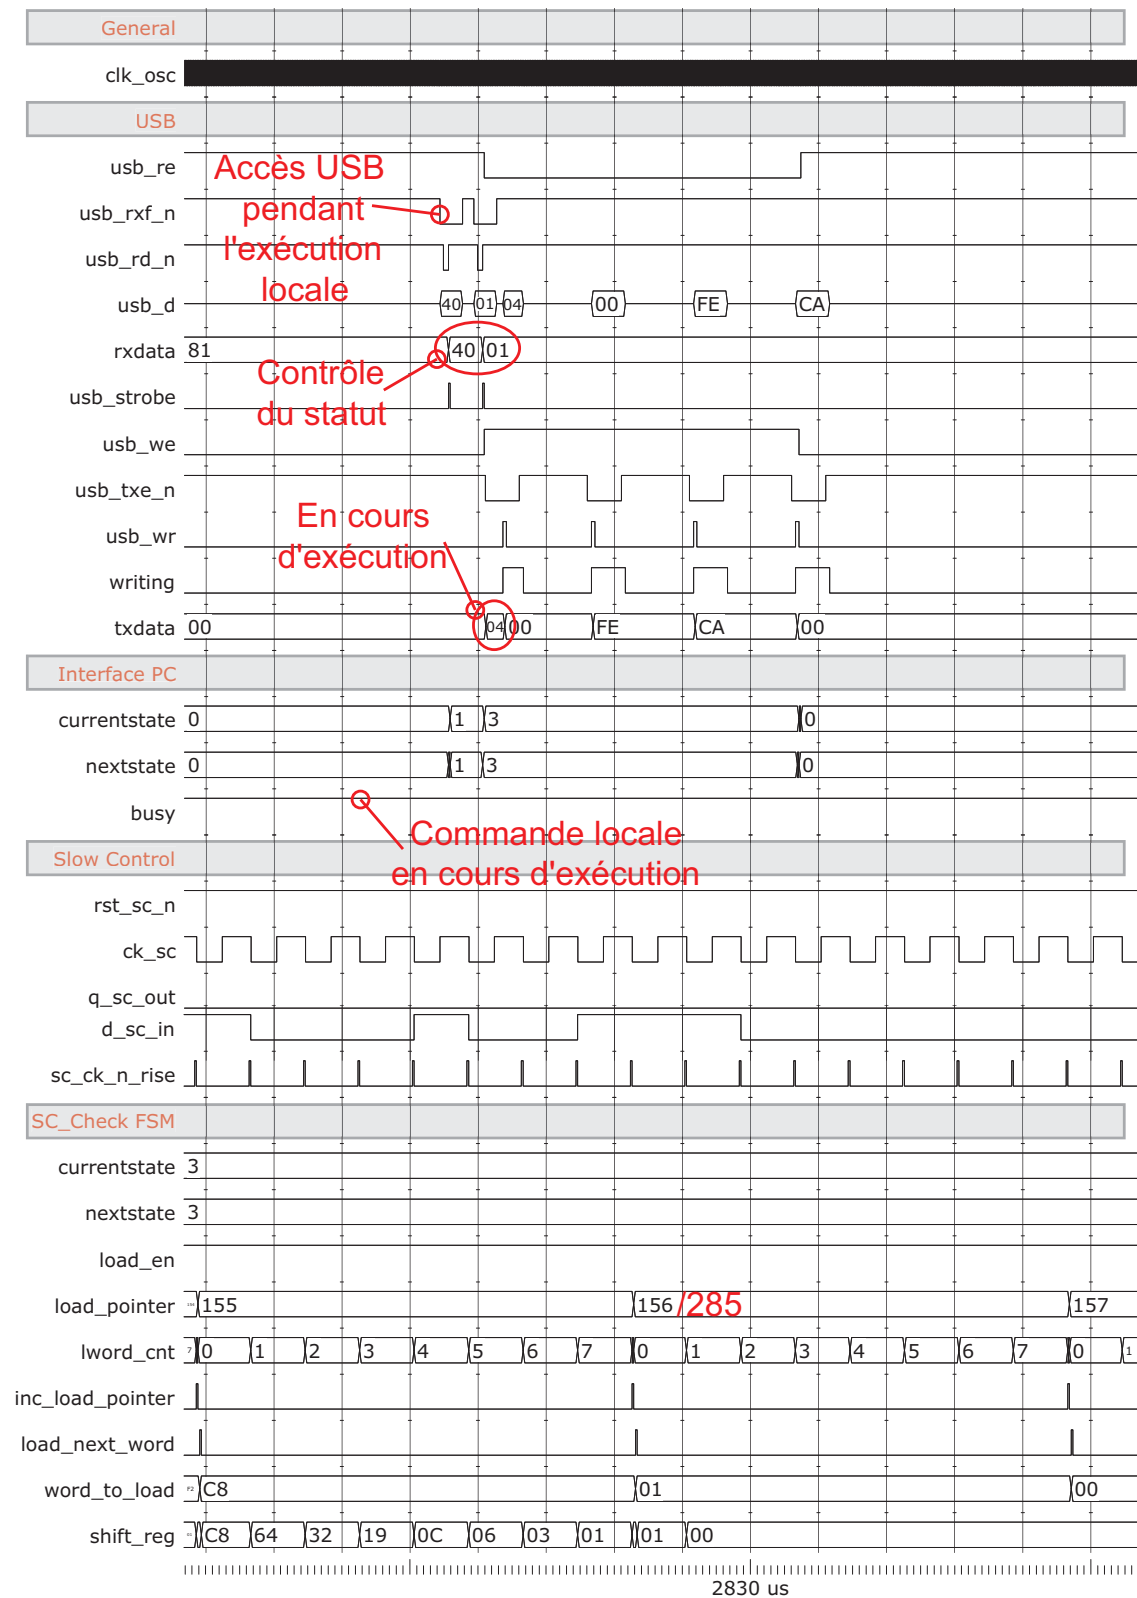 General
clk_osc
USB
usb_re
Accès USB
usb_rxf_n
pendant
l'exécution
usb_rd_n
locale
usb_d 40 01 04 00 FE CA
rxdata 81 40 01
Contrôle
du statut
usb_strobe
usb_we
usb_txe_n
En cours
d'exécution
usb_wr
writing
txdata 00 04 00 FE CA 00
Interface PC
currentstate 0 1 3 0
nextstate 0 1 3 0
busy
Commande locale
en cours d'exécution
Slow Control
rst_sc_n
ck_sc
q_sc_out
d_sc_in
sc_ck_n_rise
SC_Check FSM
currentstate 3
nextstate 3
load_en
load_pointer 155 156 /285 157
lword_cnt 7 0 1 2 3 4 5 6 7 0 1 2 3 4 5 6 7 0 1
inc_load_pointer
load_next_word
word_to_load F2 C8 01 00
shift_reg C8 64 32 19 0C 06 03 01 01 00
2830 us